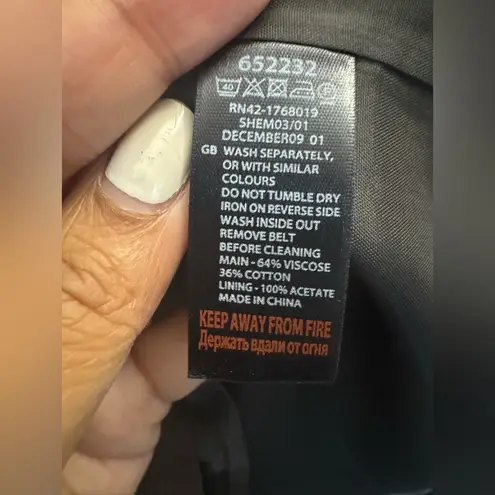 652232
40
RN42-1768019
SHEM03/01
DECEMBER09 01
GB WASH SEPARATELY,
OR WITH SIMILAR
COLOURS
DO NOT TUMBLE DRY
IRON ON REVERSE SIDE
WASH INSIDE OUT
REMOVE BELT
BEFORE CLEANING
MAIN - 64% VISCOSE
36% COTTON
LINING - 100% ACETATE
MADE IN CHINA
KEEP AWAY FROM FIRE
Держать вдали от огня